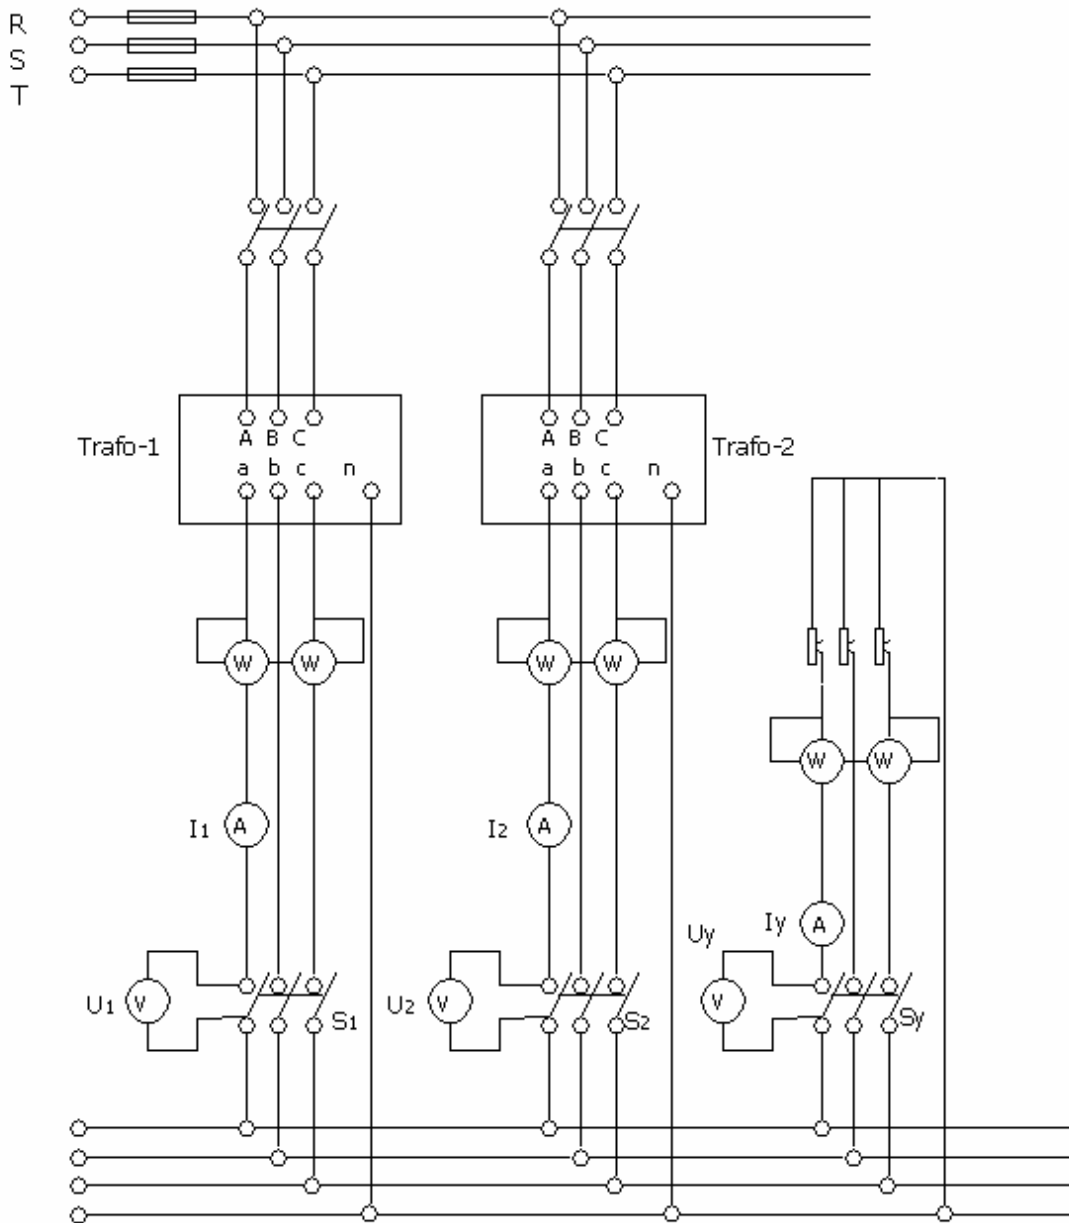 R
S
T
A B C A B C
Trafo-1 Trafo-2
a b c n a b c n
W W W W
W W
I1 A I2 A
Iy A
Uy
U1 V S1 U2 V S2 V Sy